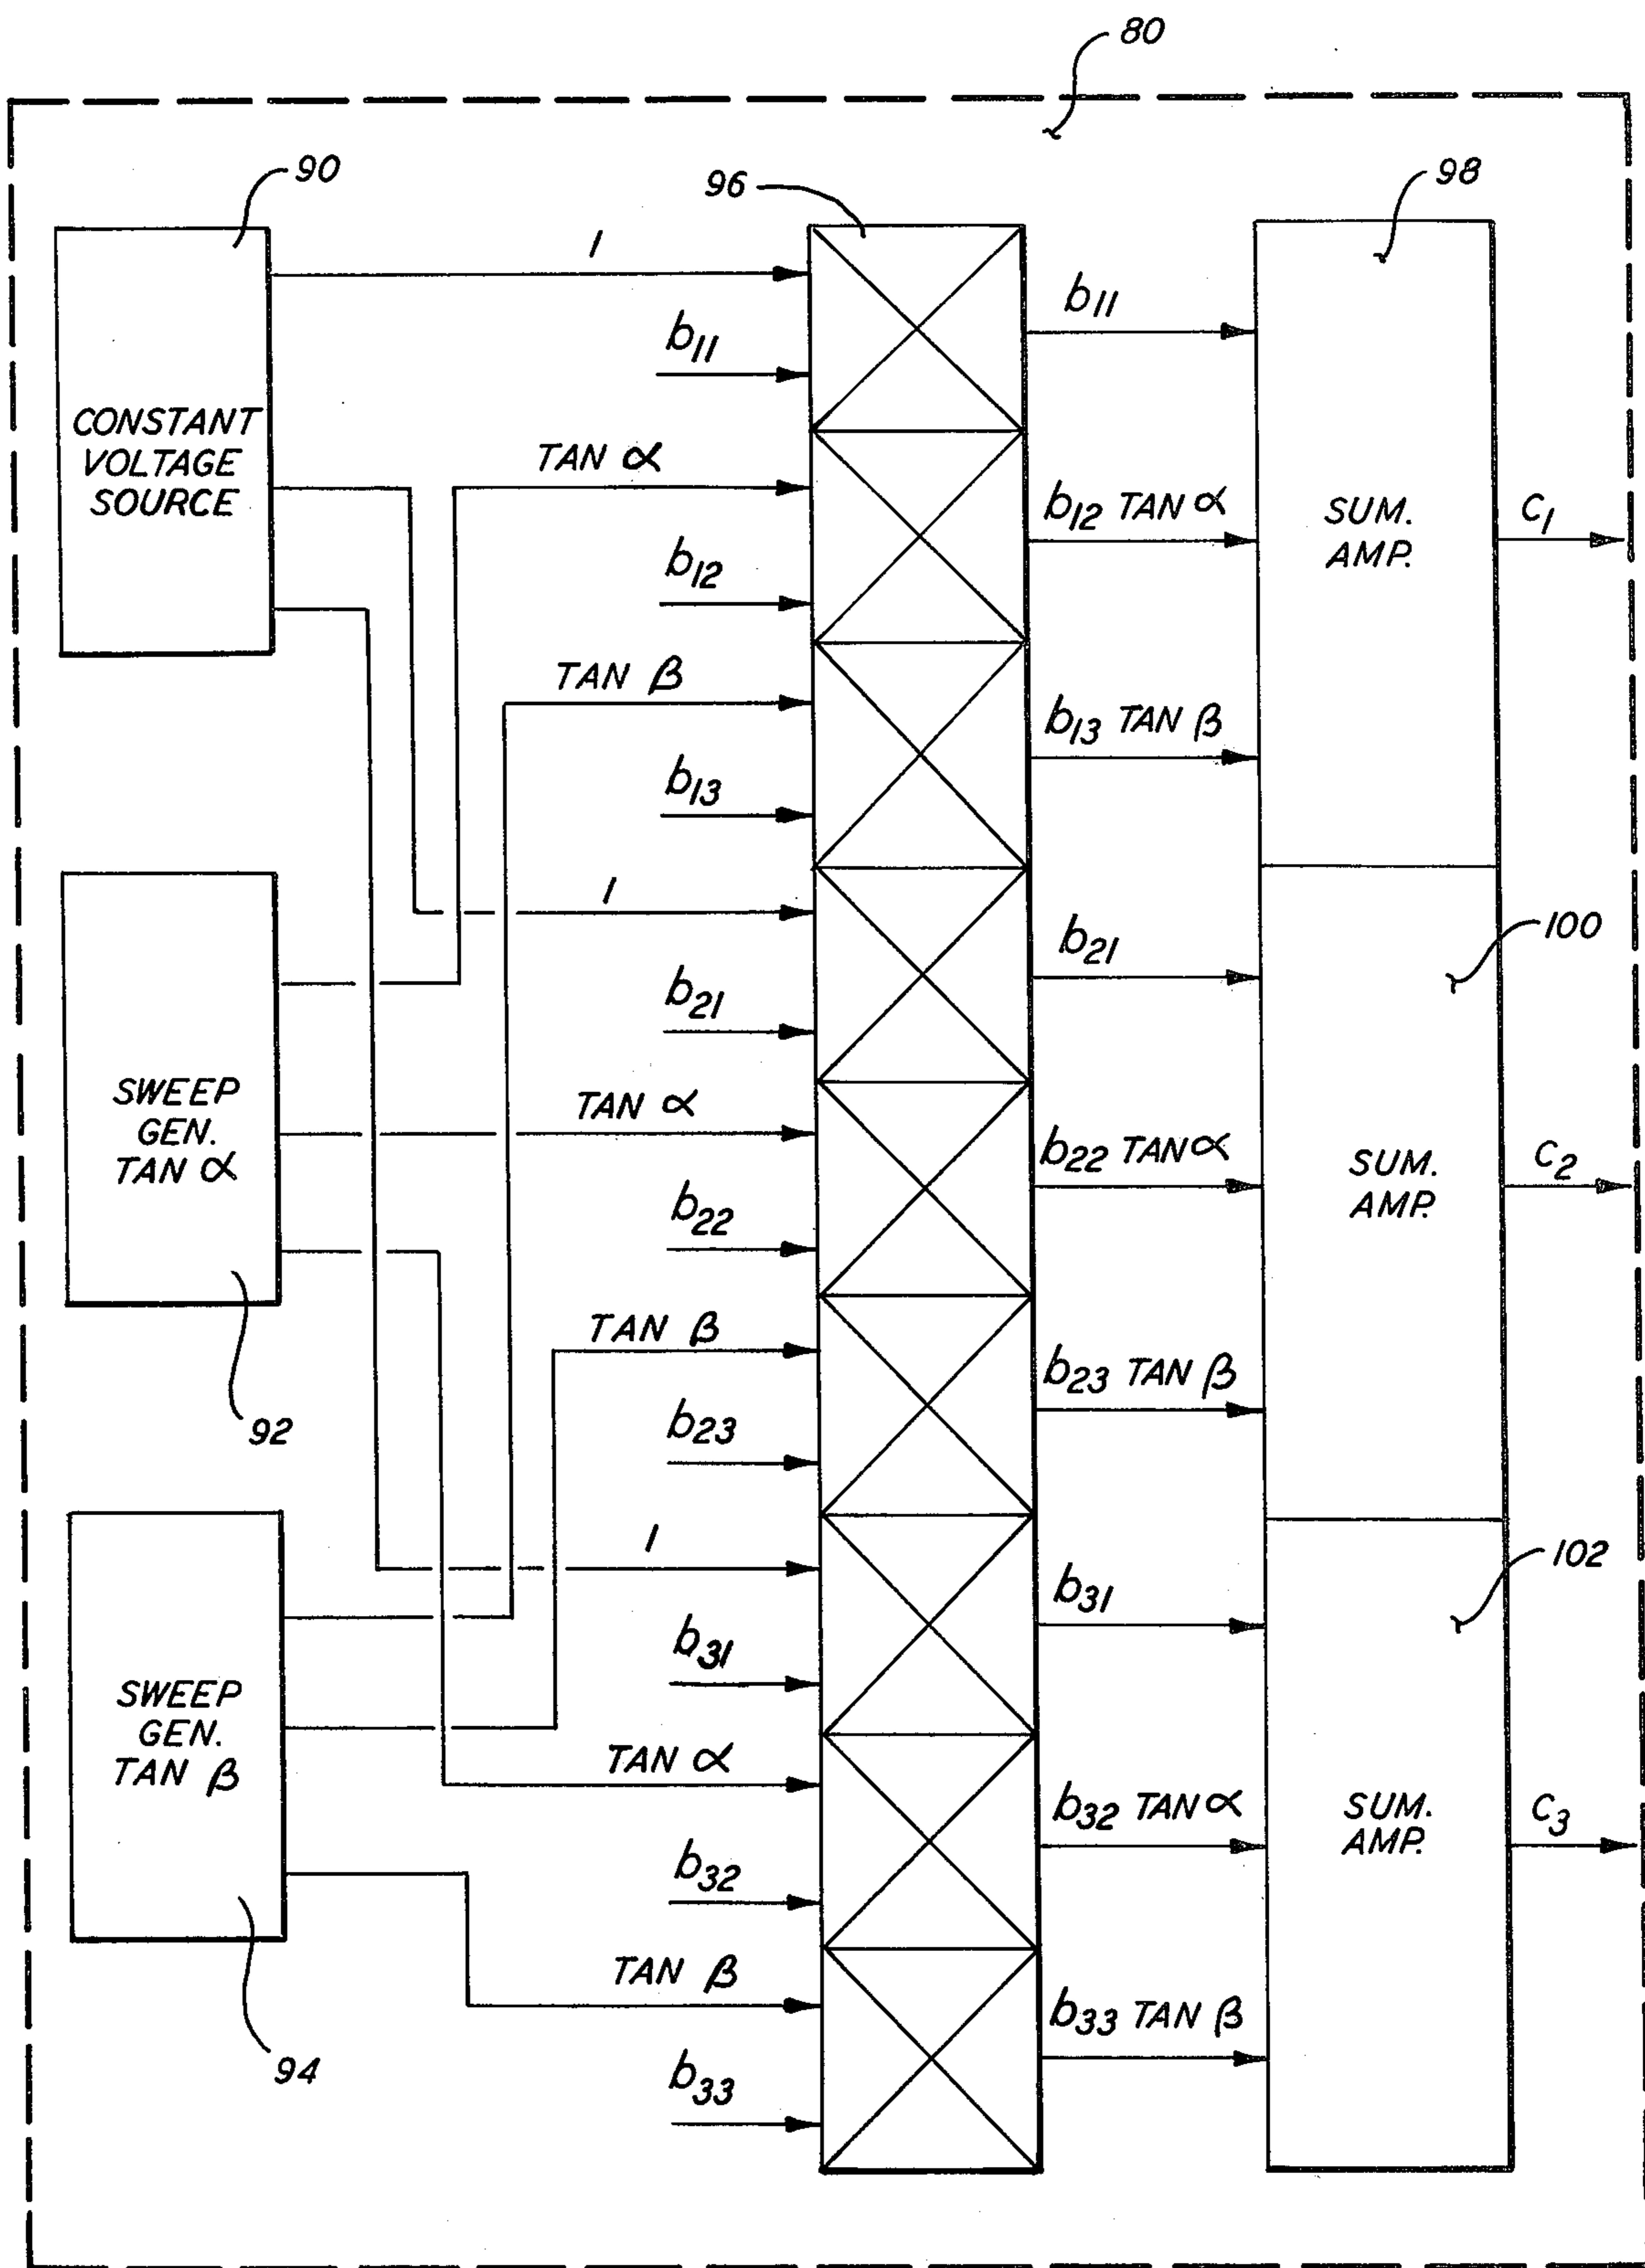 80
90
96
98
1
b11
b11
CONSTANT
VOLTAGE
SOURCE
TAN α
b12 TAN α
SUM.
AMP.
C1
b12
TAN β
b13 TAN β
b13
1
b21
100
b21
SWEEP
GEN.
TAN α
TAN α
b22 TAN α
SUM.
AMP.
C2
b22
TAN β
b23 TAN β
92
b23
1
b31
102
b31
SWEEP
GEN.
TAN β
TAN α
b32 TAN α
SUM.
AMP.
C3
b32
TAN β
b33 TAN β
94
b33